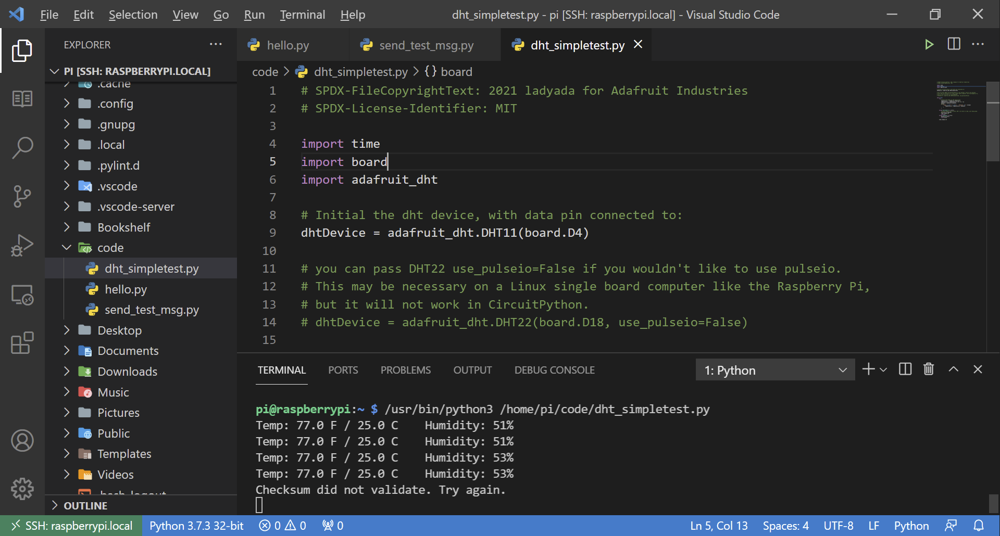 File Edit Selection View Go Run Terminal Help
dht_simpletest.py - pi [SSH: raspberrypi.local] - Visual Studio Code
EXPLORER
PI [SSH: RASPBERRYPI.LOCAL]
.cache
.config
.gnupg
.local
.pylint.d
.vscode
.vscode-server
Bookshelf
code
dht_simpletest.py
hello.py
send_test_msg.py
Desktop
Documents
Downloads
Music
Pictures
Public
Templates
Videos
.bash_logout
OUTLINE
hello.py send_test_msg.py dht_simpletest.py
code > dht_simpletest.py > {} board
1 # SPDX-FileCopyrightText: 2021 ladyada for Adafruit Industries
2 # SPDX-License-Identifier: MIT
3
4 import time
5 import board
6 import adafruit_dht
7
8 # Initial the dht device, with data pin connected to:
9 dhtDevice = adafruit_dht.DHT11(board.D4)
10
11 # you can pass DHT22 use_pulseio=False if you wouldn't like to use pulseio.
12 # This may be necessary on a Linux single board computer like the Raspberry Pi,
13 # but it will not work in CircuitPython.
14 # dhtDevice = adafruit_dht.DHT22(board.D18, use_pulseio=False)
15
TERMINAL PORTS PROBLEMS OUTPUT DEBUG CONSOLE
1: Python
pi@raspberrypi:~ $ /usr/bin/python3 /home/pi/code/dht_simpletest.py
Temp: 77.0 F / 25.0 C    Humidity: 51%
Temp: 77.0 F / 25.0 C    Humidity: 51%
Temp: 77.0 F / 25.0 C    Humidity: 53%
Temp: 77.0 F / 25.0 C    Humidity: 53%
Checksum did not validate. Try again.
SSH: raspberrypi.local Python 3.7.3 32-bit 0 0 0 Ln 5, Col 13 Spaces: 4 UTF-8 LF Python